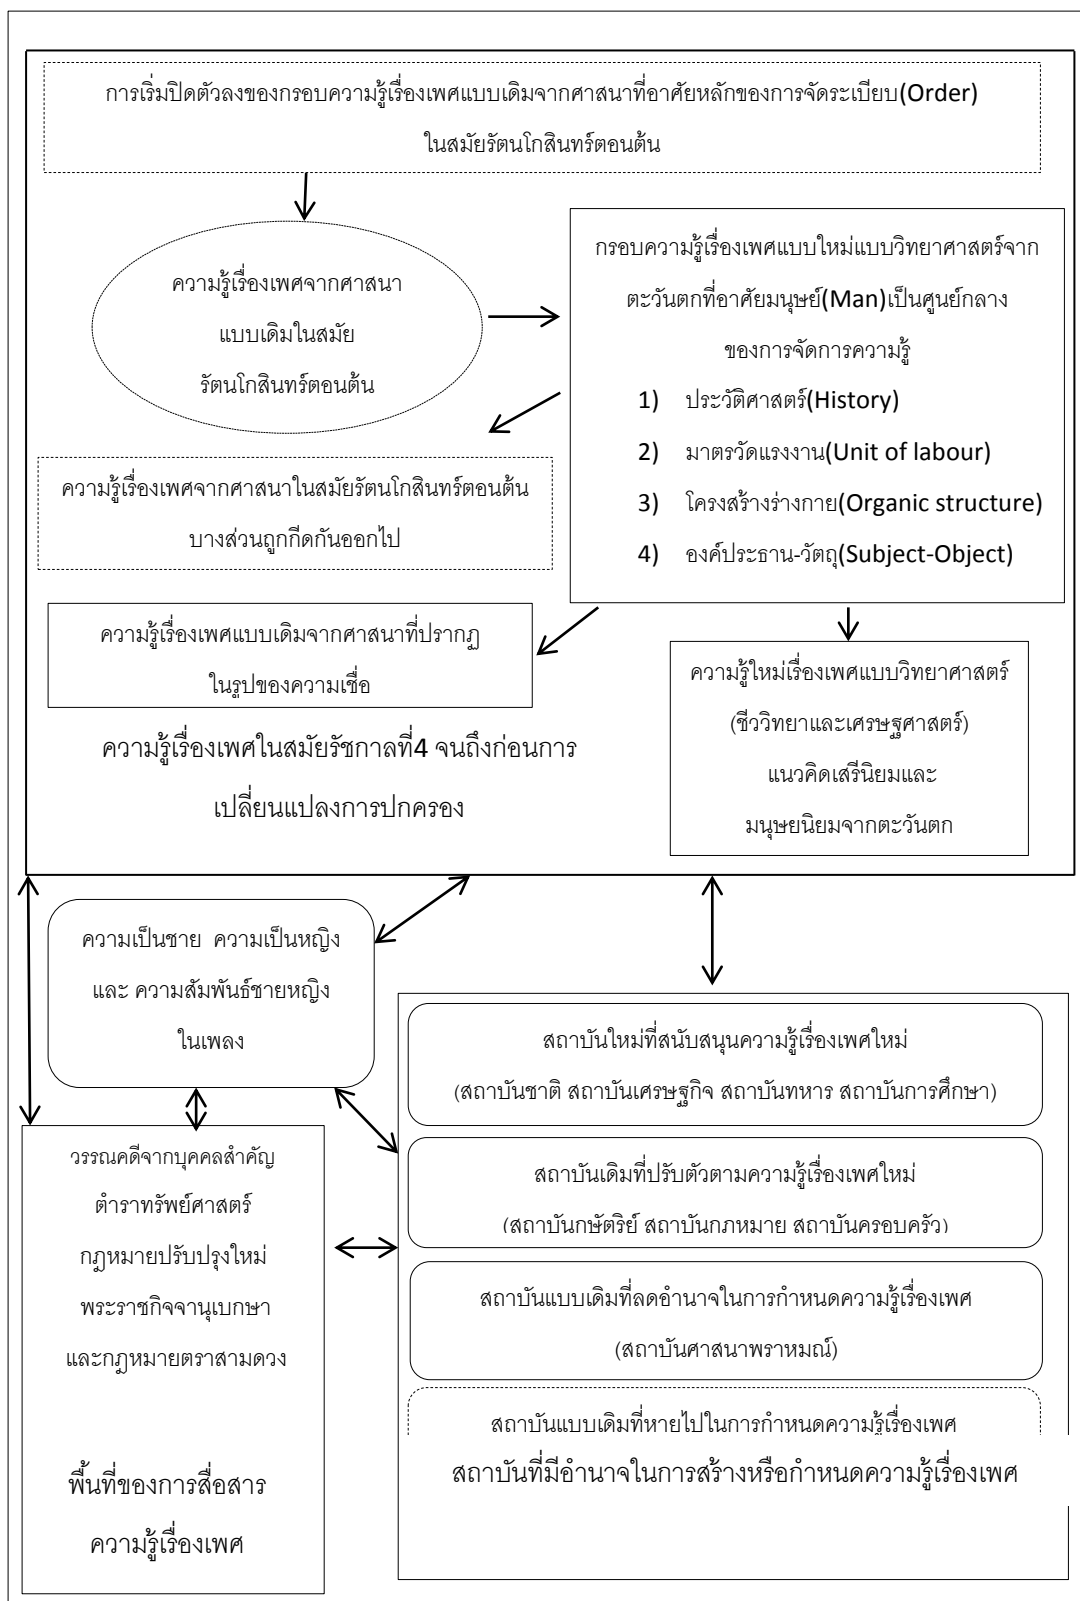 การเริ่มปิดตัวลงของกรอบความรู้เรื่องเพศแบบเดิมจากศาสนาที่อาศัยหลักของการจัดระเบียบ(Order)
ในสมัยรัตนโกสินทร์ตอนต้น
ความรู้เรื่องเพศจากศาสนา
แบบเดิมในสมัย
รัตนโกสินทร์ตอนต้น
กรอบความรู้เรื่องเพศแบบใหม่แบบวิทยาศาสตร์จาก
ตะวันตกที่อาศัยมนุษย์(Man)เป็นศูนย์กลาง
ของการจัดการความรู้
1) ประวัติศาสตร์(History)
2) มาตรวัดแรงงาน(Unit of labour)
3) โครงสร้างร่างกาย(Organic structure)
4) องค์ประธาน-วัตถุ(Subject-Object)
ความรู้เรื่องเพศจากศาสนาในสมัยรัตนโกสินทร์ตอนต้น
บางส่วนถูกกีดกันออกไป
ความรู้เรื่องเพศแบบเดิมจากศาสนาที่ปรากฏ
ในรูปของความเชื่อ
ความรู้ใหม่เรื่องเพศแบบวิทยาศาสตร์
(ชีววิทยาและเศรษฐศาสตร์)
แนวคิดเสรีนิยมและ
มนุษยนิยมจากตะวันตก
ความรู้เรื่องเพศในสมัยรัชกาลที่4 จนถึงก่อนการ
เปลี่ยนแปลงการปกครอง
ความเป็นชาย ความเป็นหญิง
และ ความสัมพันธ์ชายหญิง
ในเพลง
สถาบันใหม่ที่สนับสนุนความรู้เรื่องเพศใหม่
(สถาบันชาติ สถาบันเศรษฐกิจ สถาบันทหาร สถาบันการศึกษา)
สถาบันเดิมที่ปรับตัวตามความรู้เรื่องเพศใหม่
(สถาบันกษัตริย์ สถาบันกภหมาย สถาบันครอบครัว)
สถาบันแบบเดิมที่ลดอำนาจในการกำหนดความรู้เรื่องเพศ
(สถาบันศาสนาพราหมณ์)
สถาบันแบบเดิมที่หายไปในการกำหนดความรู้เรื่องเพศ
สถาบันที่มีอำนาจในการสร้างหรือกำหนดความรู้เรื่องเพศ
วรรณคดีจากบุคคลสำคัญ
ตำราทรัพย์ศาสตร์
กฎหมายปรับปรุงใหม่
พระราชกิจจานุเบกษา
และกฎหมายตราสามดวง
พื้นที่ของการสื่อสาร
ความรู้เรื่องเพศ